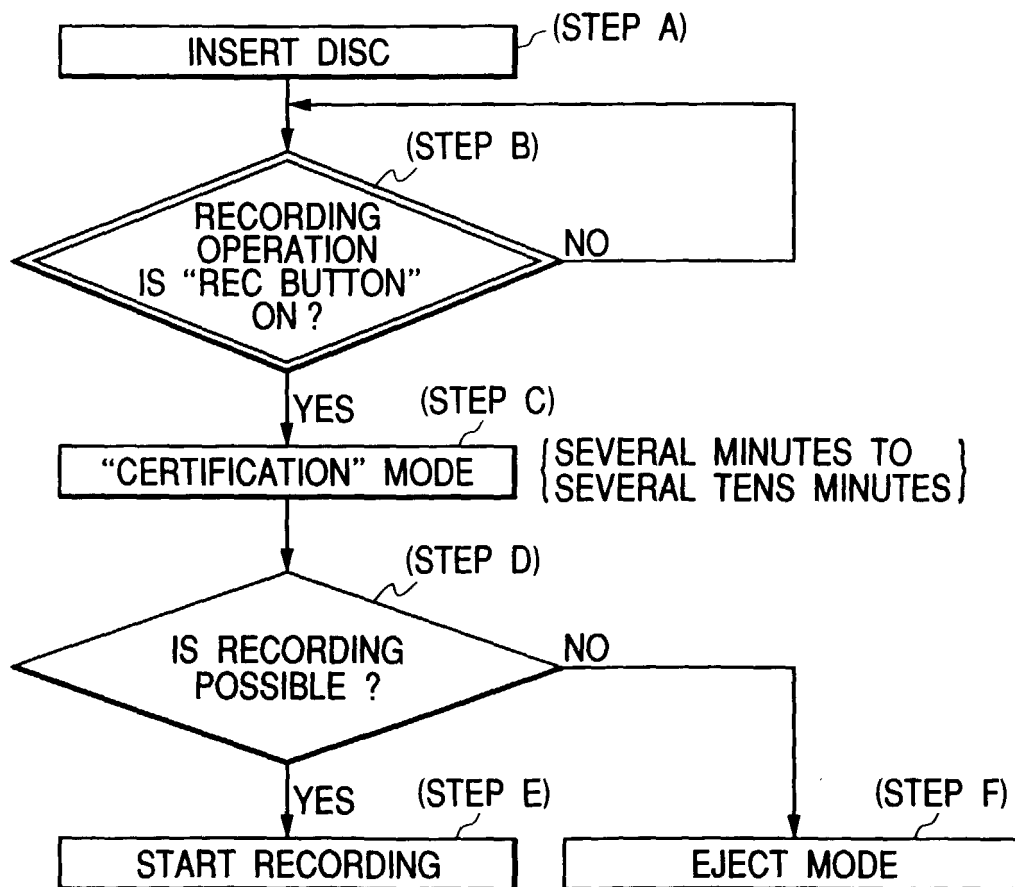 (STEP A)
INSERT DISC
(STEP B)
RECORDING
OPERATION
IS “REC BUTTON”
ON ?
NO
YES
(STEP C)
“CERTIFICATION” MODE
SEVERAL MINUTES TO
SEVERAL TENS MINUTES
(STEP D)
IS RECORDING
POSSIBLE ?
NO
YES
(STEP E)
START RECORDING
(STEP F)
EJECT MODE